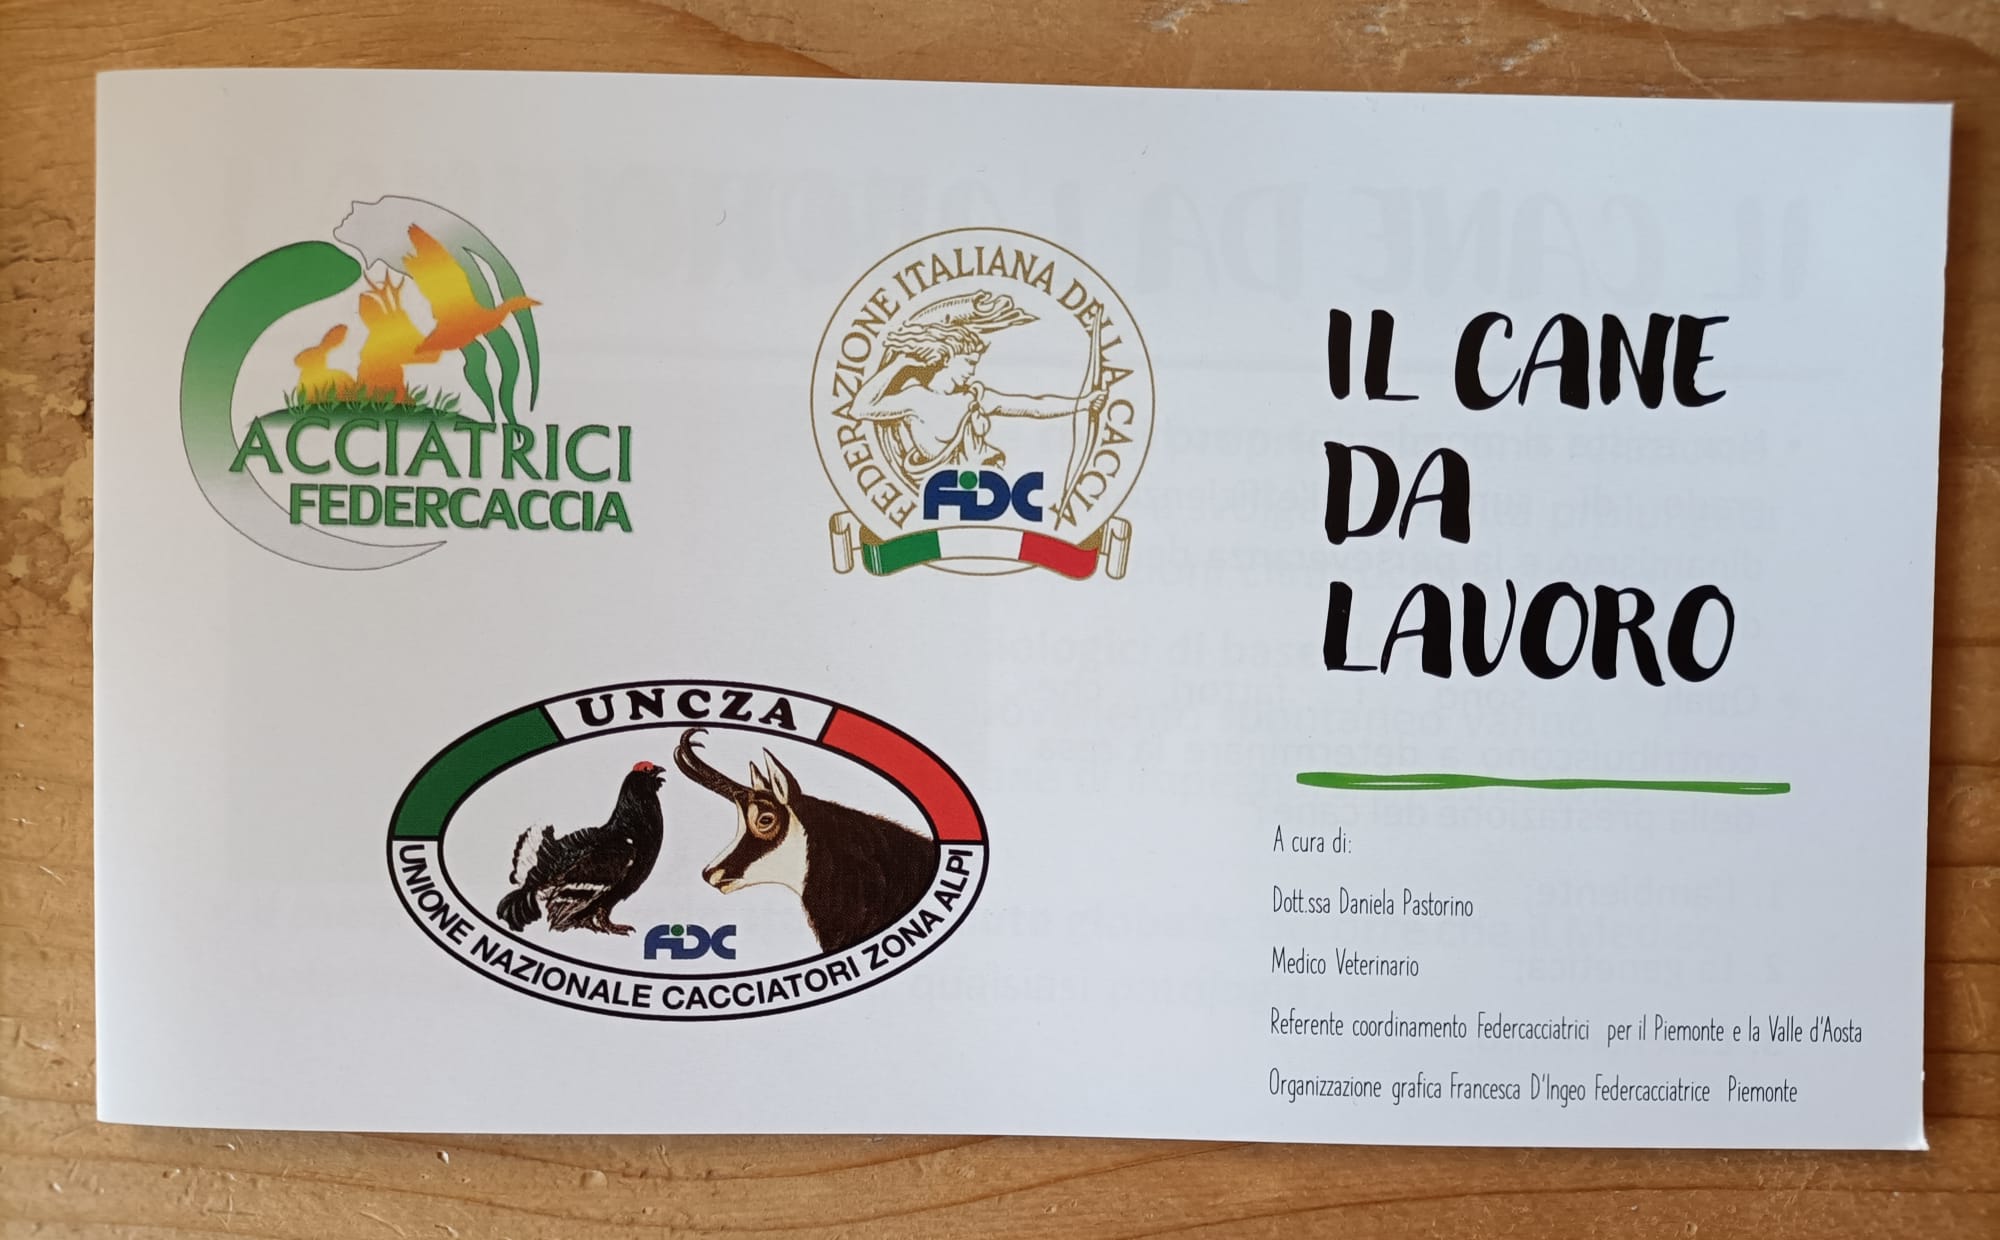 CACCIATRICI
FEDERCACCIA
FEDERAZIONE ITALIANA DELLA CACCIA
FIDC
UNCZA
FIDC
UNIONE NAZIONALE CACCIATORI ZONA ALPI
IL CANE
DA
LAVORO
A cura di:
Dott.ssa Daniela Pastorino
Medico Veterinario
Referente coordinamento Federcacciatrici per il Piemonte e la Valle d'Aosta
Organizzazione grafica Francesca D'Ingeo Federcacciatrice Piemonte